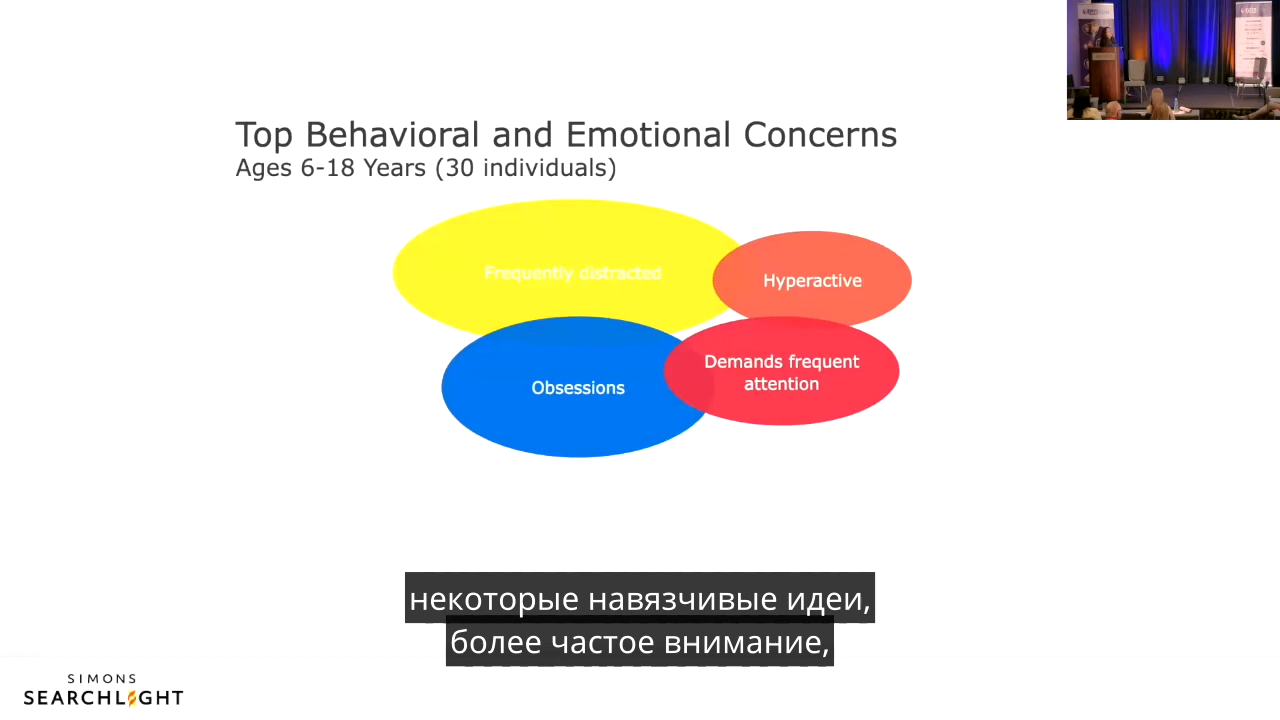 Top Behavioral and Emotional Concerns
Ages 6-18 Years (30 individuals)
Frequently distracted
Hyperactive
Demands frequent
attention
Obsessions
некоторые навязчивые идеи,
более частое внимание,
SIMONS
SEARCHLIGHT